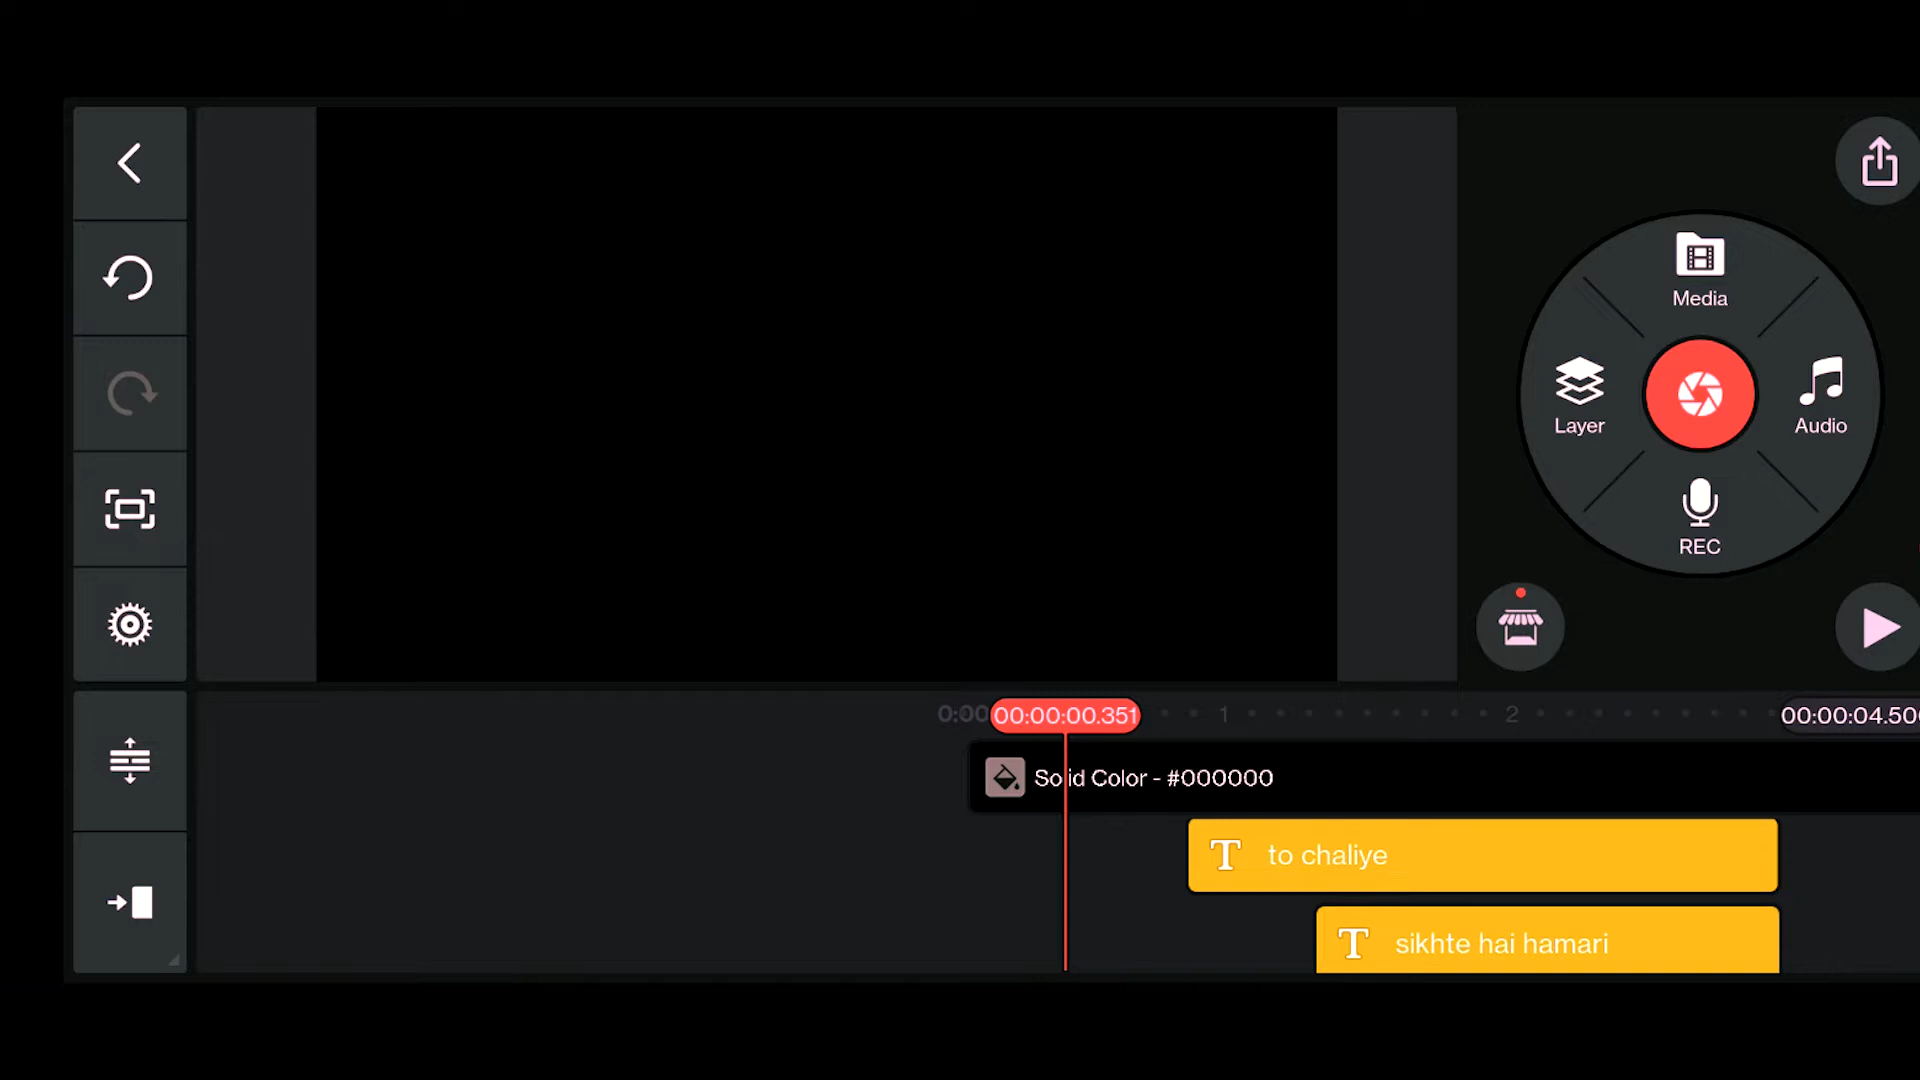 Media
Layer
Audio
REC
0:00
00:00:00.351
1
2
00:00:04.50
Solid Color - #000000
T to chaliye
T sikhte hai hamari